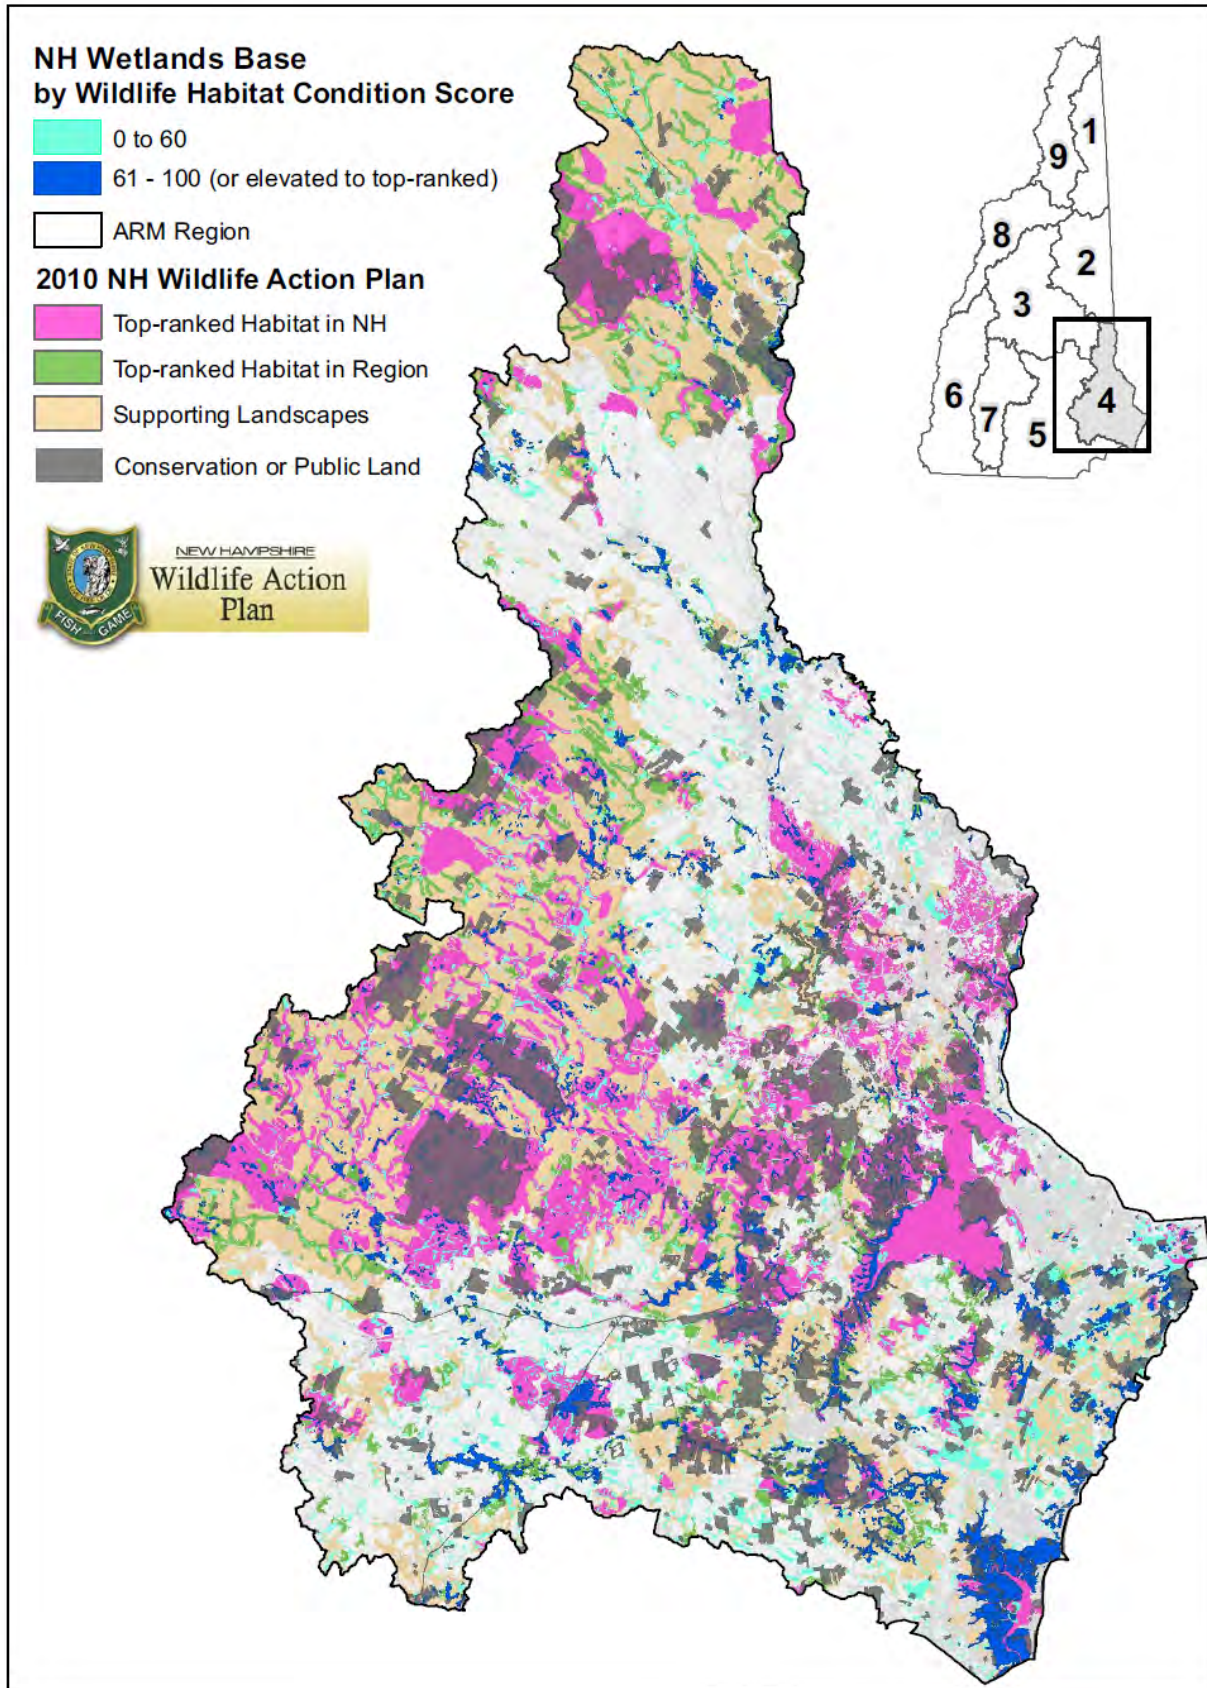 NH Wetlands Base
by Wildlife Habitat Condition Score
0 to 60
61 - 100 (or elevated to top-ranked)
ARM Region
2010 NH Wildlife Action Plan
Top-ranked Habitat in NH
Top-ranked Habitat in Region
Supporting Landscapes
Conservation or Public Land
NEW HAMPSHIRE
Wildlife Action
Plan
FISH AND GAME
1
9
8
2
3
6
7
5
4